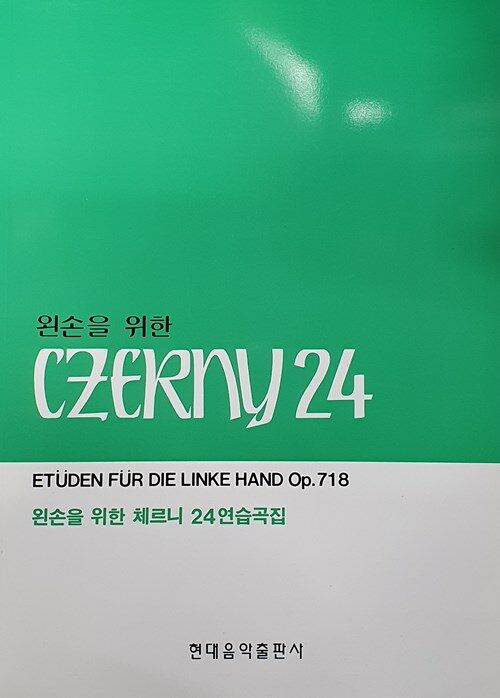 왼손을 위한
CZERNY 24
ETÜDEN FÜR DIE LINKE HAND Op.718
왼손을 위한 체르니 24연습곡집
현대음악출판사